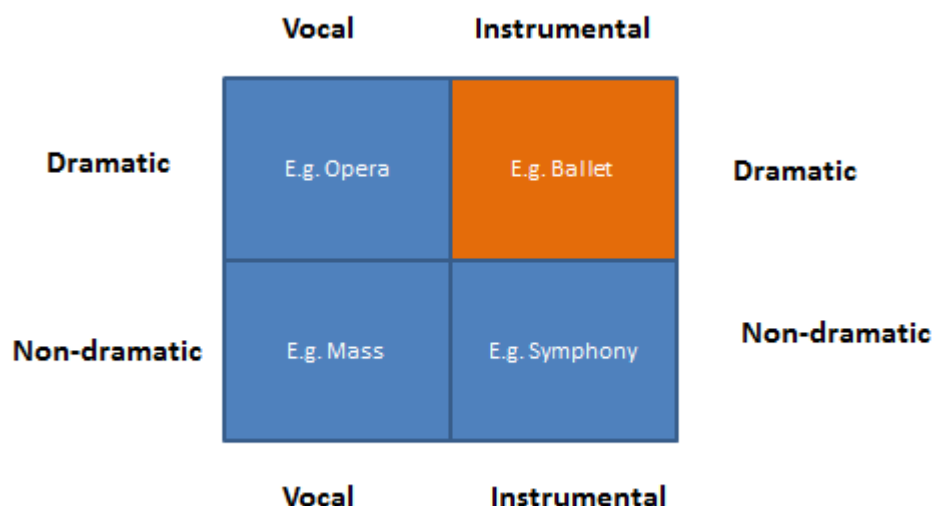 Vocal Instrumental
Dramatic E.g. Opera E.g. Ballet Dramatic
Non-dramatic E.g. Mass E.g. Symphony Non-dramatic
Vocal Instrumental